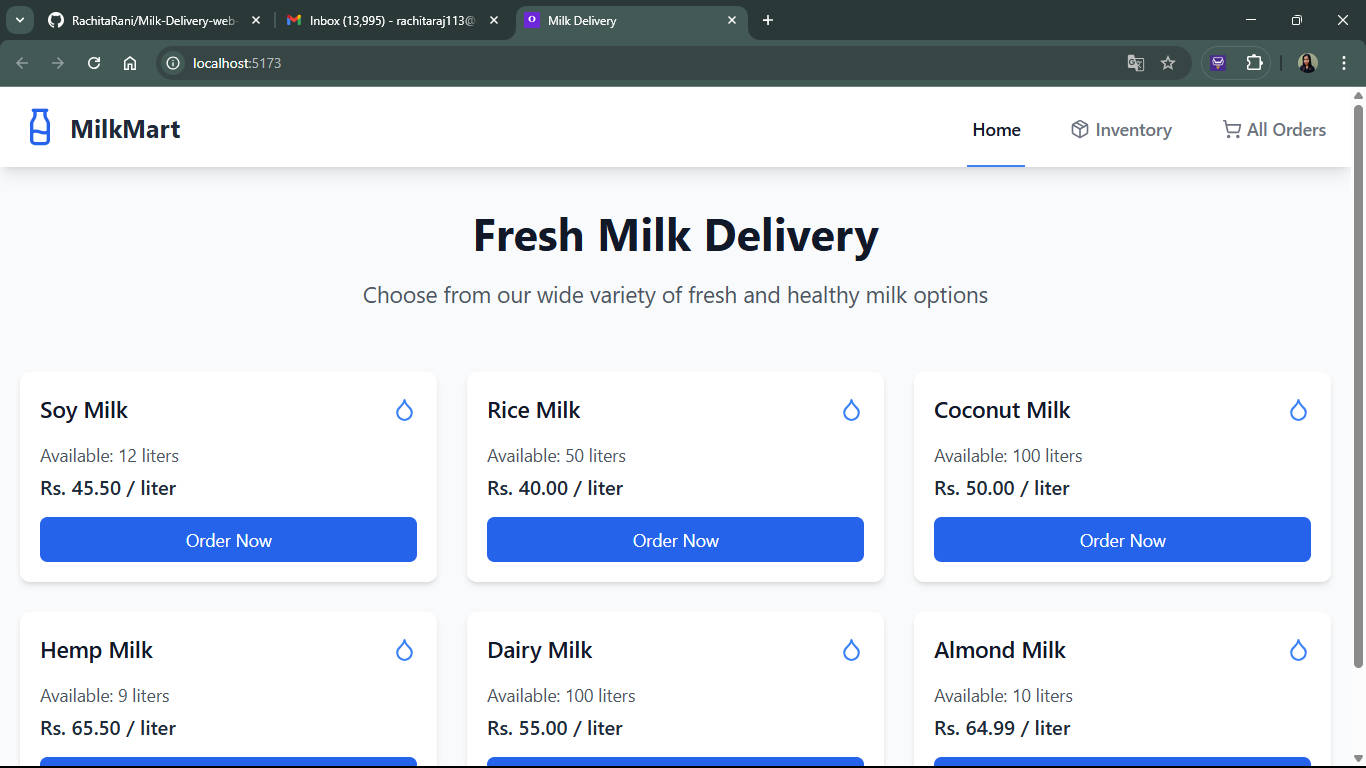 RachitaRani/Milk-Delivery-web-
Inbox (13,995) - rachitaraj113@
Milk Delivery
localhost:5173
MilkMart
Home
Inventory
All Orders
Fresh Milk Delivery
Choose from our wide variety of fresh and healthy milk options
Soy Milk
Available: 12 liters
Rs. 45.50 / liter
Order Now
Rice Milk
Available: 50 liters
Rs. 40.00 / liter
Order Now
Coconut Milk
Available: 100 liters
Rs. 50.00 / liter
Order Now
Hemp Milk
Available: 9 liters
Rs. 65.50 / liter
Dairy Milk
Available: 100 liters
Rs. 55.00 / liter
Almond Milk
Available: 10 liters
Rs. 64.99 / liter